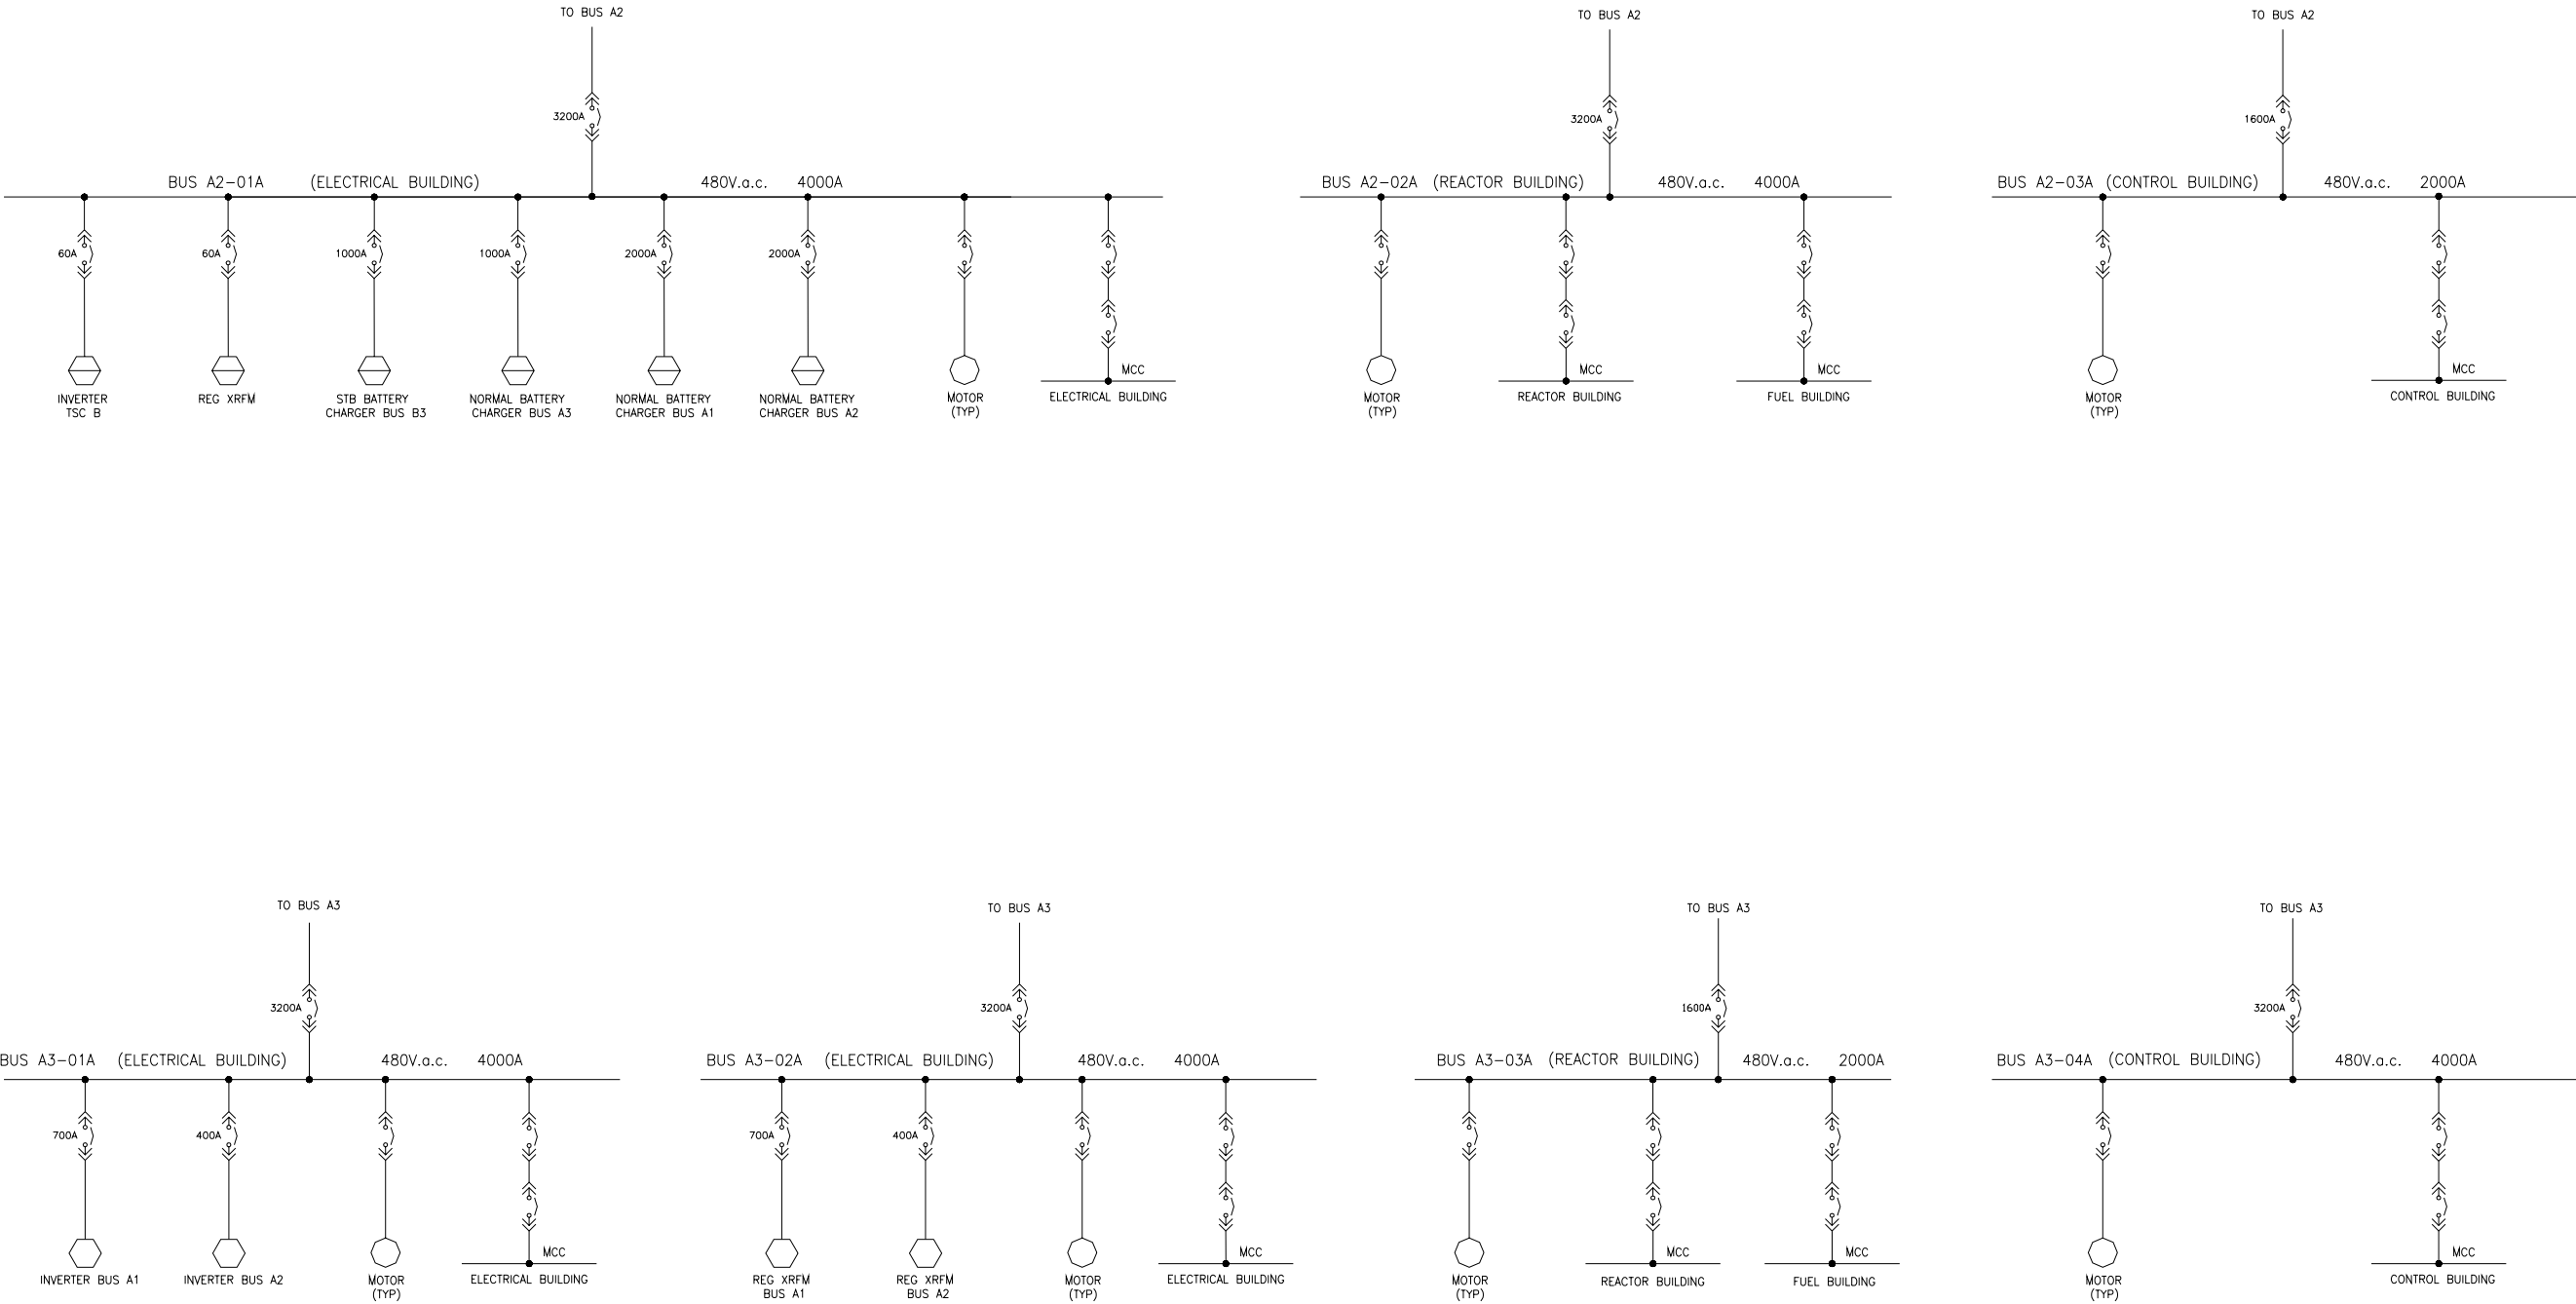 TO BUS A2
TO BUS A2
TO BUS A2
3200A
3200A
1600A
BUS A2-01A (ELECTRICAL BUILDING) 480V.a.c. 4000A
BUS A2-02A (REACTOR BUILDING) 480V.a.c. 4000A
BUS A2-03A (CONTROL BUILDING) 480V.a.c. 2000A
60A
60A
1000A
1000A
2000A
2000A
INVERTER
TSC B
REG XRFM
STB BATTERY
CHARGER BUS B3
NORMAL BATTERY
CHARGER BUS A3
NORMAL BATTERY
CHARGER BUS A1
NORMAL BATTERY
CHARGER BUS A2
MOTOR
(TYP)
MCC
ELECTRICAL BUILDING
MOTOR
(TYP)
MCC
REACTOR BUILDING
MCC
FUEL BUILDING
MOTOR
(TYP)
MCC
CONTROL BUILDING
TO BUS A3
TO BUS A3
TO BUS A3
TO BUS A3
3200A
3200A
1600A
3200A
BUS A3-01A (ELECTRICAL BUILDING) 480V.a.c. 4000A
BUS A3-02A (ELECTRICAL BUILDING) 480V.a.c. 4000A
BUS A3-03A (REACTOR BUILDING) 480V.a.c. 2000A
BUS A3-04A (CONTROL BUILDING) 480V.a.c. 4000A
700A
400A
700A
400A
INVERTER BUS A1
INVERTER BUS A2
MOTOR
(TYP)
MCC
ELECTRICAL BUILDING
REG XRFM
BUS A1
REG XRFM
BUS A2
MOTOR
(TYP)
MCC
ELECTRICAL BUILDING
MOTOR
(TYP)
MCC
REACTOR BUILDING
MCC
FUEL BUILDING
MOTOR
(TYP)
MCC
CONTROL BUILDING